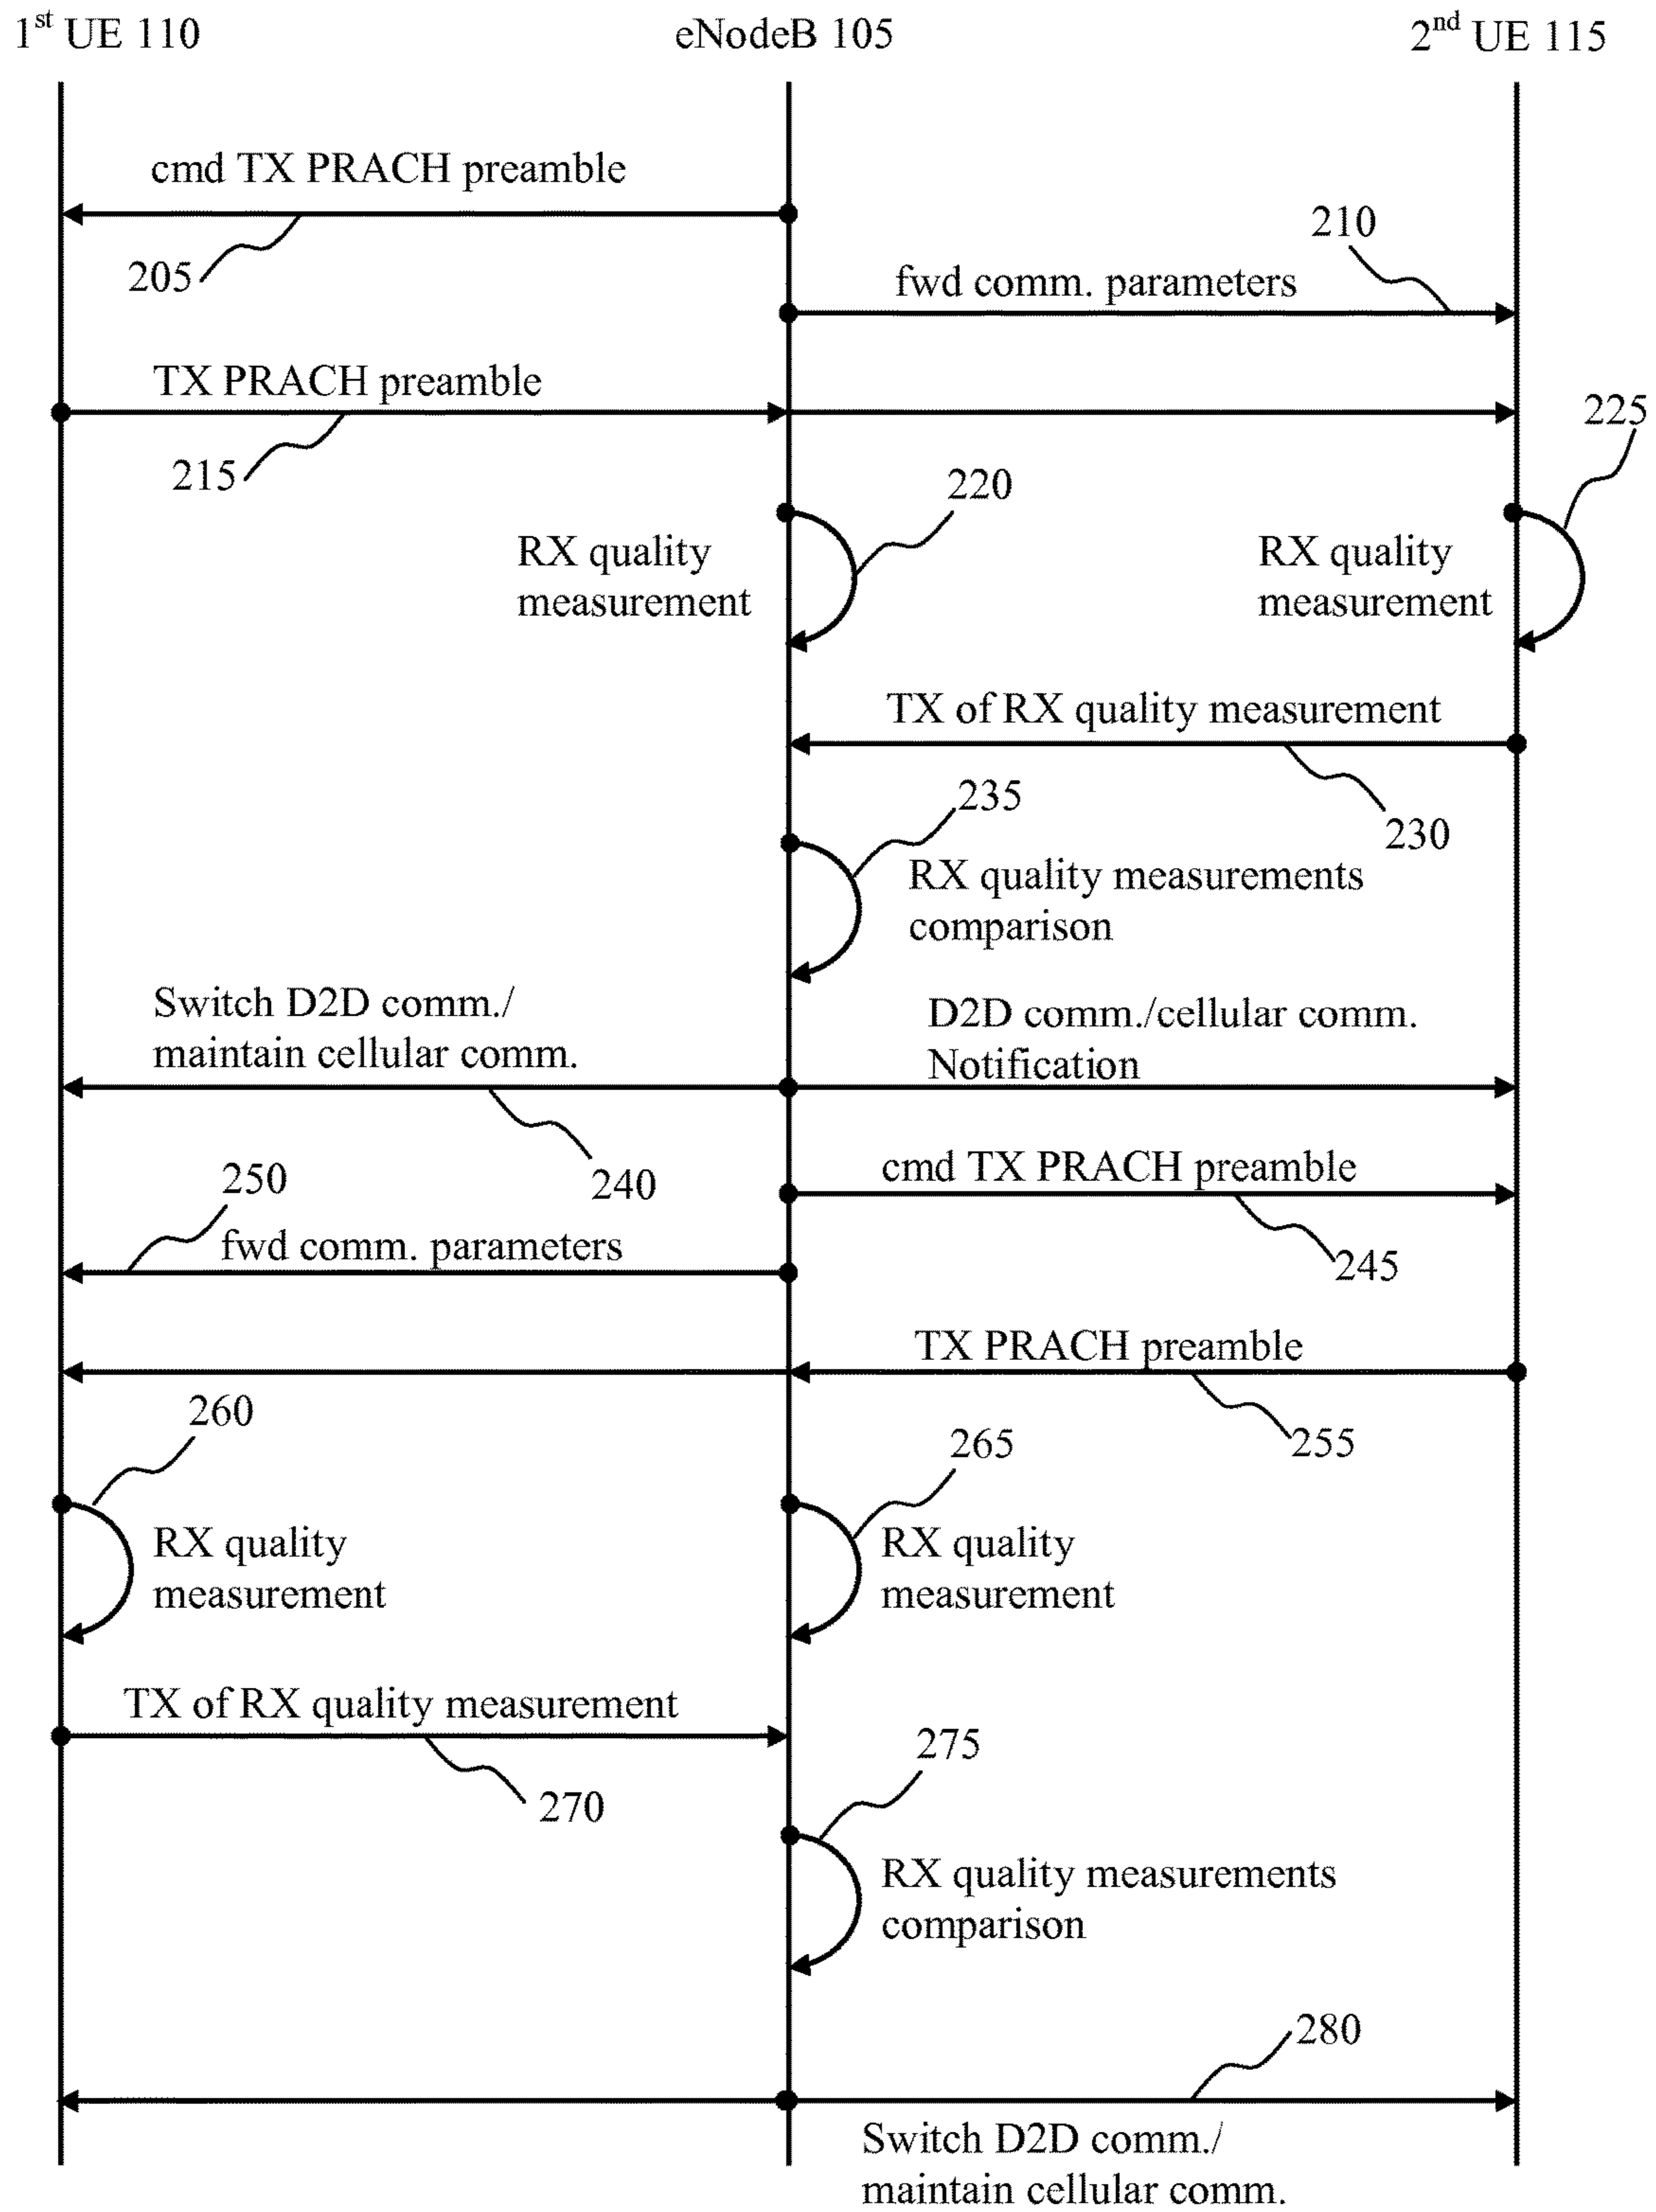 1st UE 110
eNodeB 105
2nd UE 115
cmd TX PRACH preamble
205
210
fwd comm. parameters
TX PRACH preamble
215
225
220
RX quality
measurement
RX quality
measurement
TX of RX quality measurement
230
235
RX quality measurements
comparison
Switch D2D comm./
maintain cellular comm.
D2D comm./cellular comm.
Notification
240
cmd TX PRACH preamble
245
250
fwd comm. parameters
TX PRACH preamble
255
260
265
RX quality
measurement
RX quality
measurement
TX of RX quality measurement
270
275
RX quality measurements
comparison
280
Switch D2D comm./
maintain cellular comm.